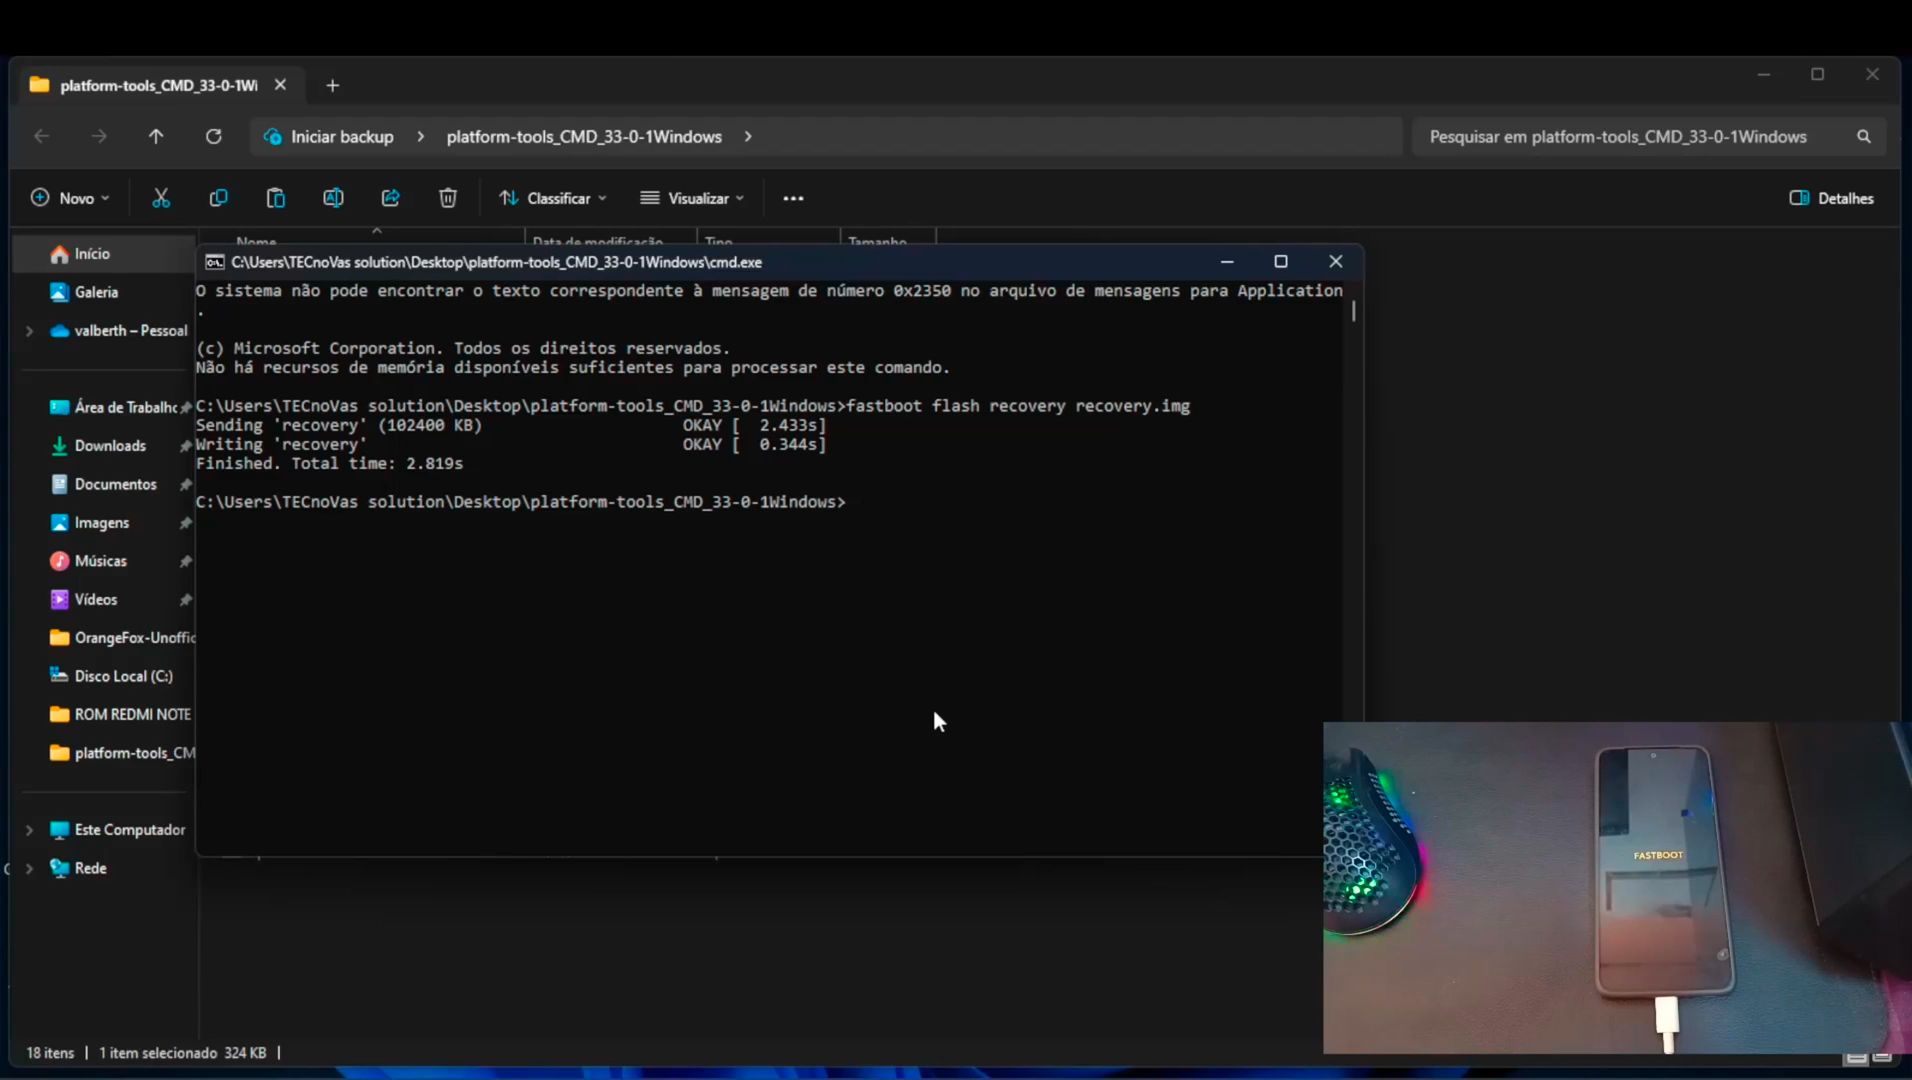 platform-tools_CMD_33-0-1Wi
Iniciar backup
platform-tools_CMD_33-0-1Windows
Pesquisar em platform-tools_CMD_33-0-1Windows
Novo
Classificar
Visualizar
Detalhes
Nome
Data de modificação
Tipo
Tamanho
Início
Galeria
valberth – Pessoal
Área de Trabalho
Downloads
Documentos
Imagens
Músicas
Vídeos
OrangeFox-Unoffic
Disco Local (C:)
ROM REDMI NOTE
platform-tools_CM
Este Computador
Rede
C:\Users\TECnoVas solution\Desktop\platform-tools_CMD_33-0-1Windows\cmd.exe
O sistema não pode encontrar o texto correspondente à mensagem de número 0x2350 no arquivo de mensagens para Application
.
(c) Microsoft Corporation. Todos os direitos reservados.
Não há recursos de memória disponíveis suficientes para processar este comando.
C:\Users\TECnoVas solution\Desktop\platform-tools_CMD_33-0-1Windows>fastboot flash recovery recovery.img
Sending 'recovery' (102400 KB)                     OKAY [  2.433s]
Writing 'recovery'                                 OKAY [  0.344s]
Finished. Total time: 2.819s
C:\Users\TECnoVas solution\Desktop\platform-tools_CMD_33-0-1Windows>
FASTBOOT
18 itens
1 item selecionado 324 KB